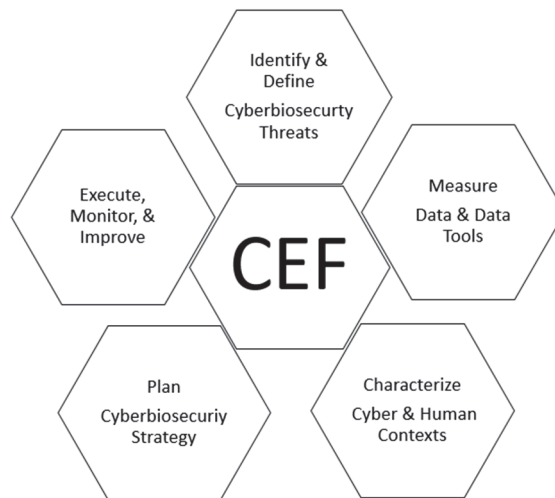 Identify &
Define
Cyberbiosecurty
Threats
Measure
Data & Data
Tools
Characterize
Cyber & Human
Contexts
Plan
Cyberbiosecuriy
Strategy
Execute,
Monitor, &
Improve
CEF